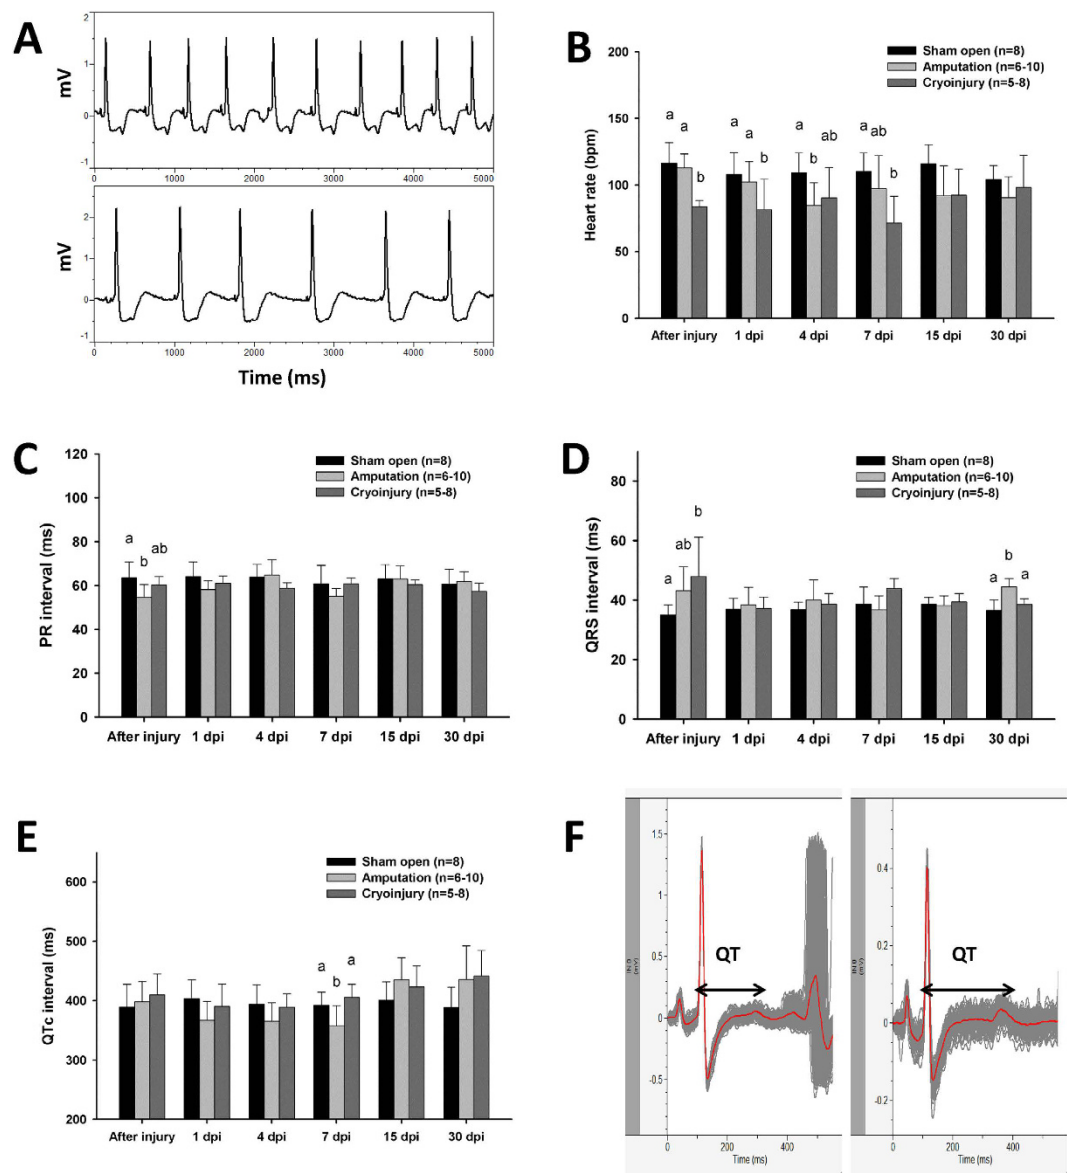 A
mV
2
1
0
-1
0 1000 2000 3000 4000 5000
mV
2
1
0
-1
0 1000 2000 3000 4000 5000
Time (ms)
B
Sham open (n=8)
Amputation (n=6-10)
Cryoinjury (n=5-8)
Heart rate (bpm)
200
150
100
50
0
a a b
a a b
a b ab
a ab b
After injury 1 dpi 4 dpi 7 dpi 15 dpi 30 dpi
C
Sham open (n=8)
Amputation (n=6-10)
Cryoinjury (n=5-8)
PR interval (ms)
120
100
80
60
40
20
0
a b ab
After injury 1 dpi 4 dpi 7 dpi 15 dpi 30 dpi
D
Sham open (n=8)
Amputation (n=6-10)
Cryoinjury (n=5-8)
QRS interval (ms)
80
60
40
20
0
a ab b
a b a
After injury 1 dpi 4 dpi 7 dpi 15 dpi 30 dpi
E
Sham open (n=8)
Amputation (n=6-10)
Cryoinjury (n=5-8)
QTc interval (ms)
600
500
400
300
200
a b a
After injury 1 dpi 4 dpi 7 dpi 15 dpi 30 dpi
F
1.5
1
0.5
0
-0.5
QT
0 200 400
Time (ms)
0.4
0.2
0
-0.2
QT
0 200 400
Time (ms)